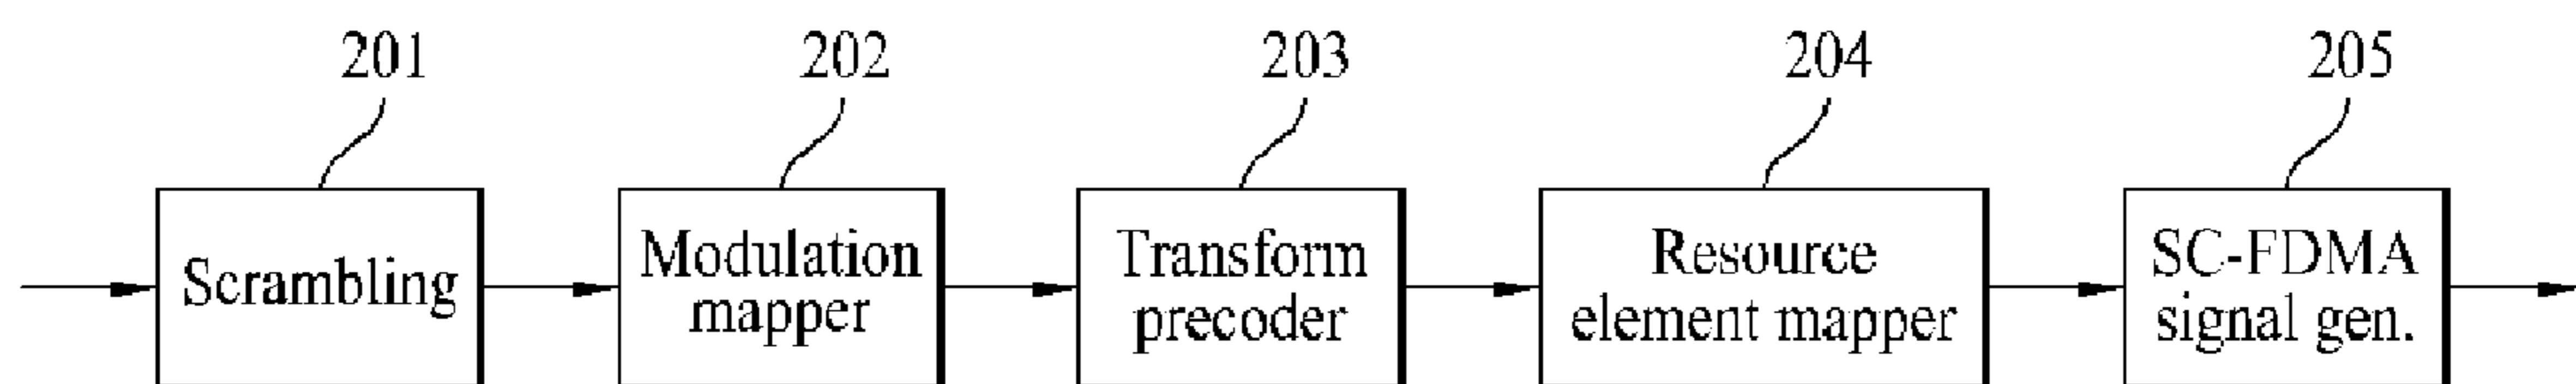 201
202
203
204
205
Scrambling
Modulation
mapper
Transform
precoder
Resource
element mapper
SC-FDMA
signal gen.